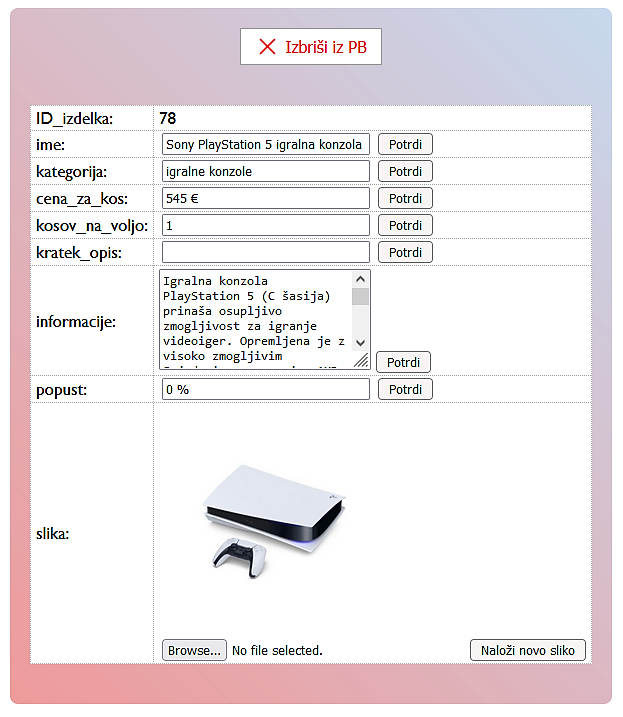 Izbriši iz PB
ID_izdelka: 78
ime: Sony PlayStation 5 igralna konzola Potrdi
kategorija: igralne konzole Potrdi
cena_za_kos: 545 € Potrdi
kosov_na_voljo: 1 Potrdi
kratek_opis: Potrdi
informacije:
Igralna konzola
PlayStation 5 (C šasija)
prinaša osupljivo
zmogljivost za igranje
videoiger. Opremljena je z
visoko zmogljivim
Potrdi
popust: 0 % Potrdi
slika:
Browse... No file selected. Naloži novo sliko